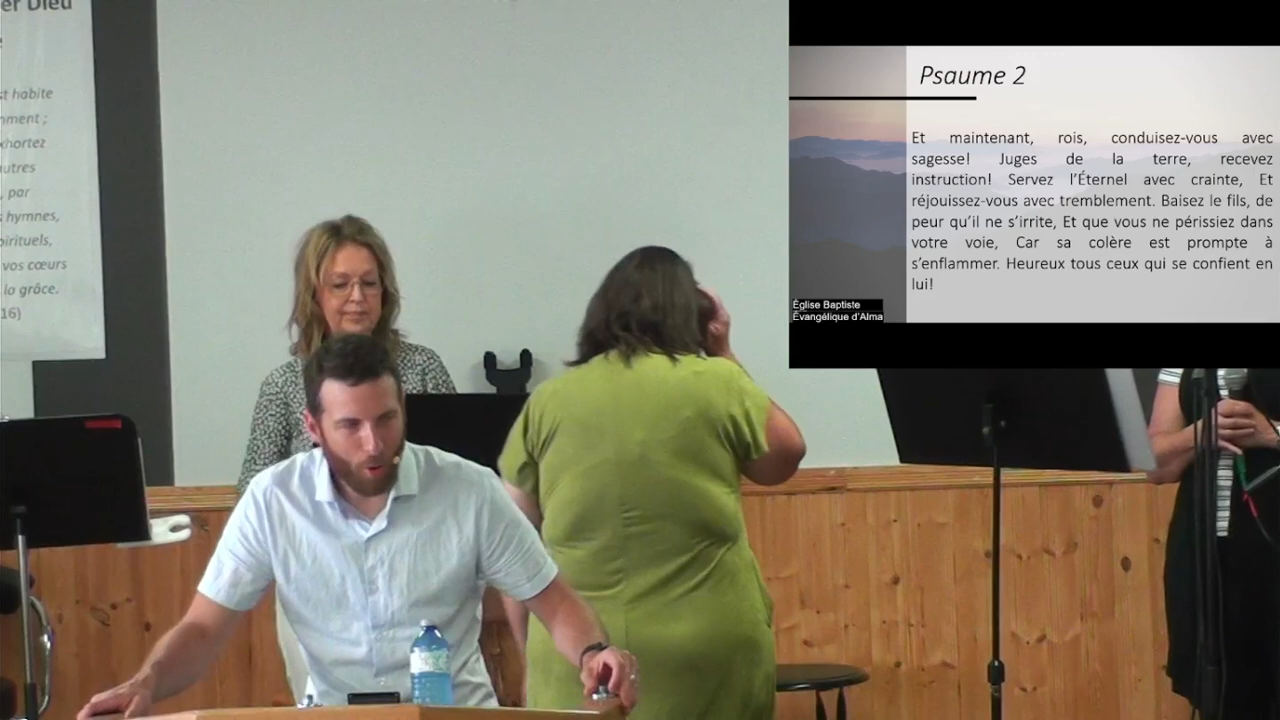 er Dieu
e
st habite
mment ;
xhortez
utres
, par
s hymnes,
pirituels,
vos cœurs
la grâce.
16)
Psaume 2
Et maintenant, rois, conduisez-vous avec
sagesse! Juges de la terre, recevez
instruction! Servez l'Éternel avec crainte, Et
réjouissez-vous avec tremblement. Baisez le fils, de
peur qu'il ne s'irrite, Et que vous ne périssiez dans
votre voie, Car sa colère est prompte à
s'enflammer. Heureux tous ceux qui se confient en
lui!
Église Baptiste
Évangélique d'Alma